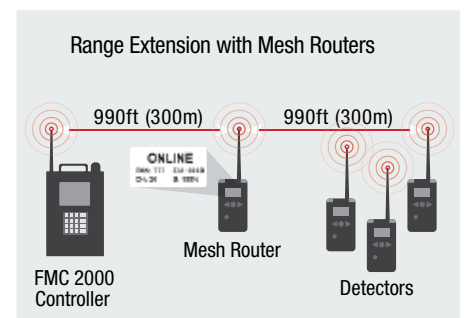 Range Extension with Mesh Routers
990ft (300m)
990ft (300m)
ONLINE
Mesh Router
FMC 2000
Controller
Detectors